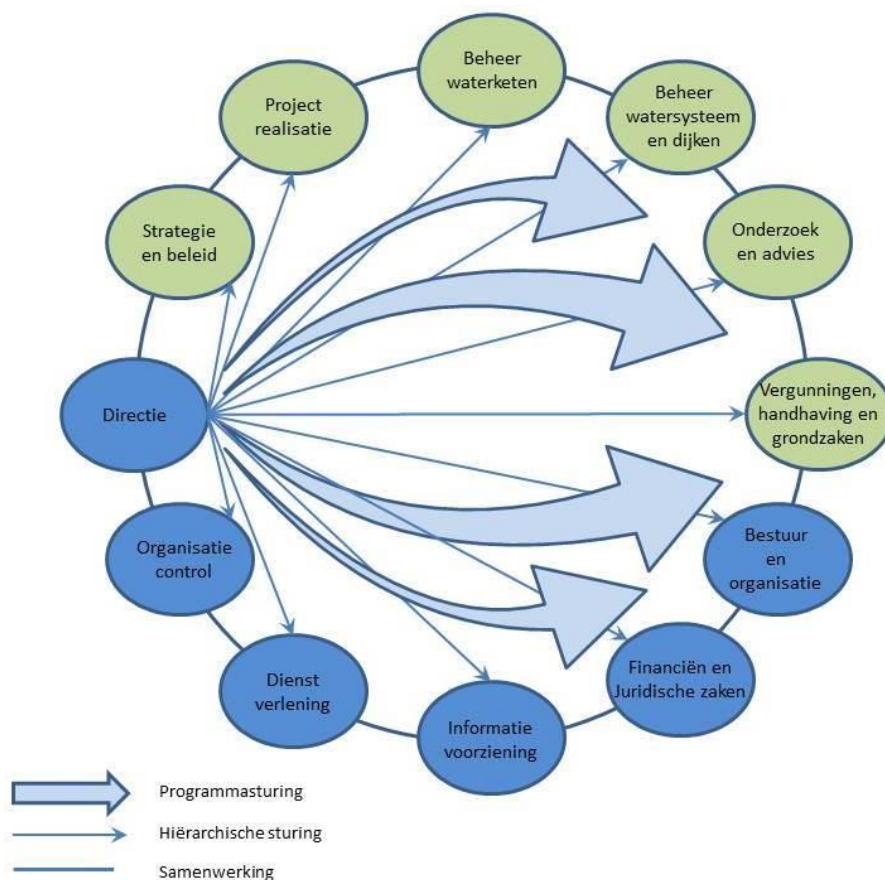 Beheer
waterketen
Project
realisatie
Beheer
watersysteem
en dijken
Strategie
en beleid
Onderzoek
en advies
Directie
Vergunningen,
handhaving en
grondzaken
Organisatie
control
Bestuur
en
organisatie
Dienst
verlening
Financiën en
Juridische zaken
Informatie
voorziening
Programmasturing
Hiërarchische sturing
Samenwerking